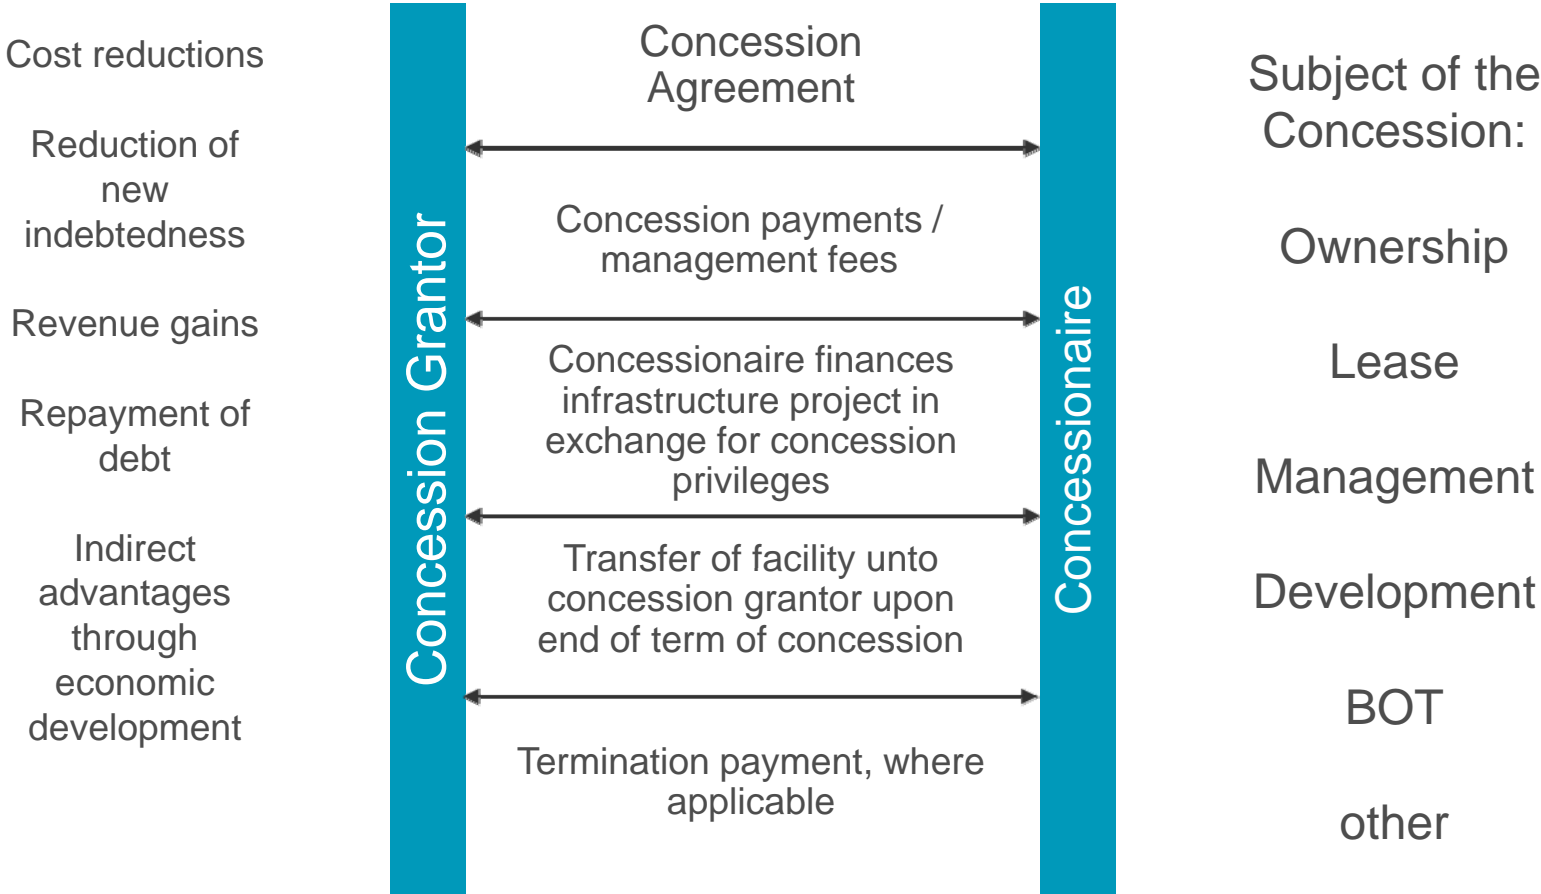 Cost reductions
Reduction of
new
indebtedness
Revenue gains
Repayment of
debt
Indirect
advantages
through
economic
development
Concession Grantor
Concession
Agreement
Concession payments /
management fees
Concessionaire finances
infrastructure project in
exchange for concession
privileges
Transfer of facility unto
concession grantor upon
end of term of concession
Termination payment, where
applicable
Concessionaire
Subject of the
Concession:
Ownership
Lease
Management
Development
BOT
other